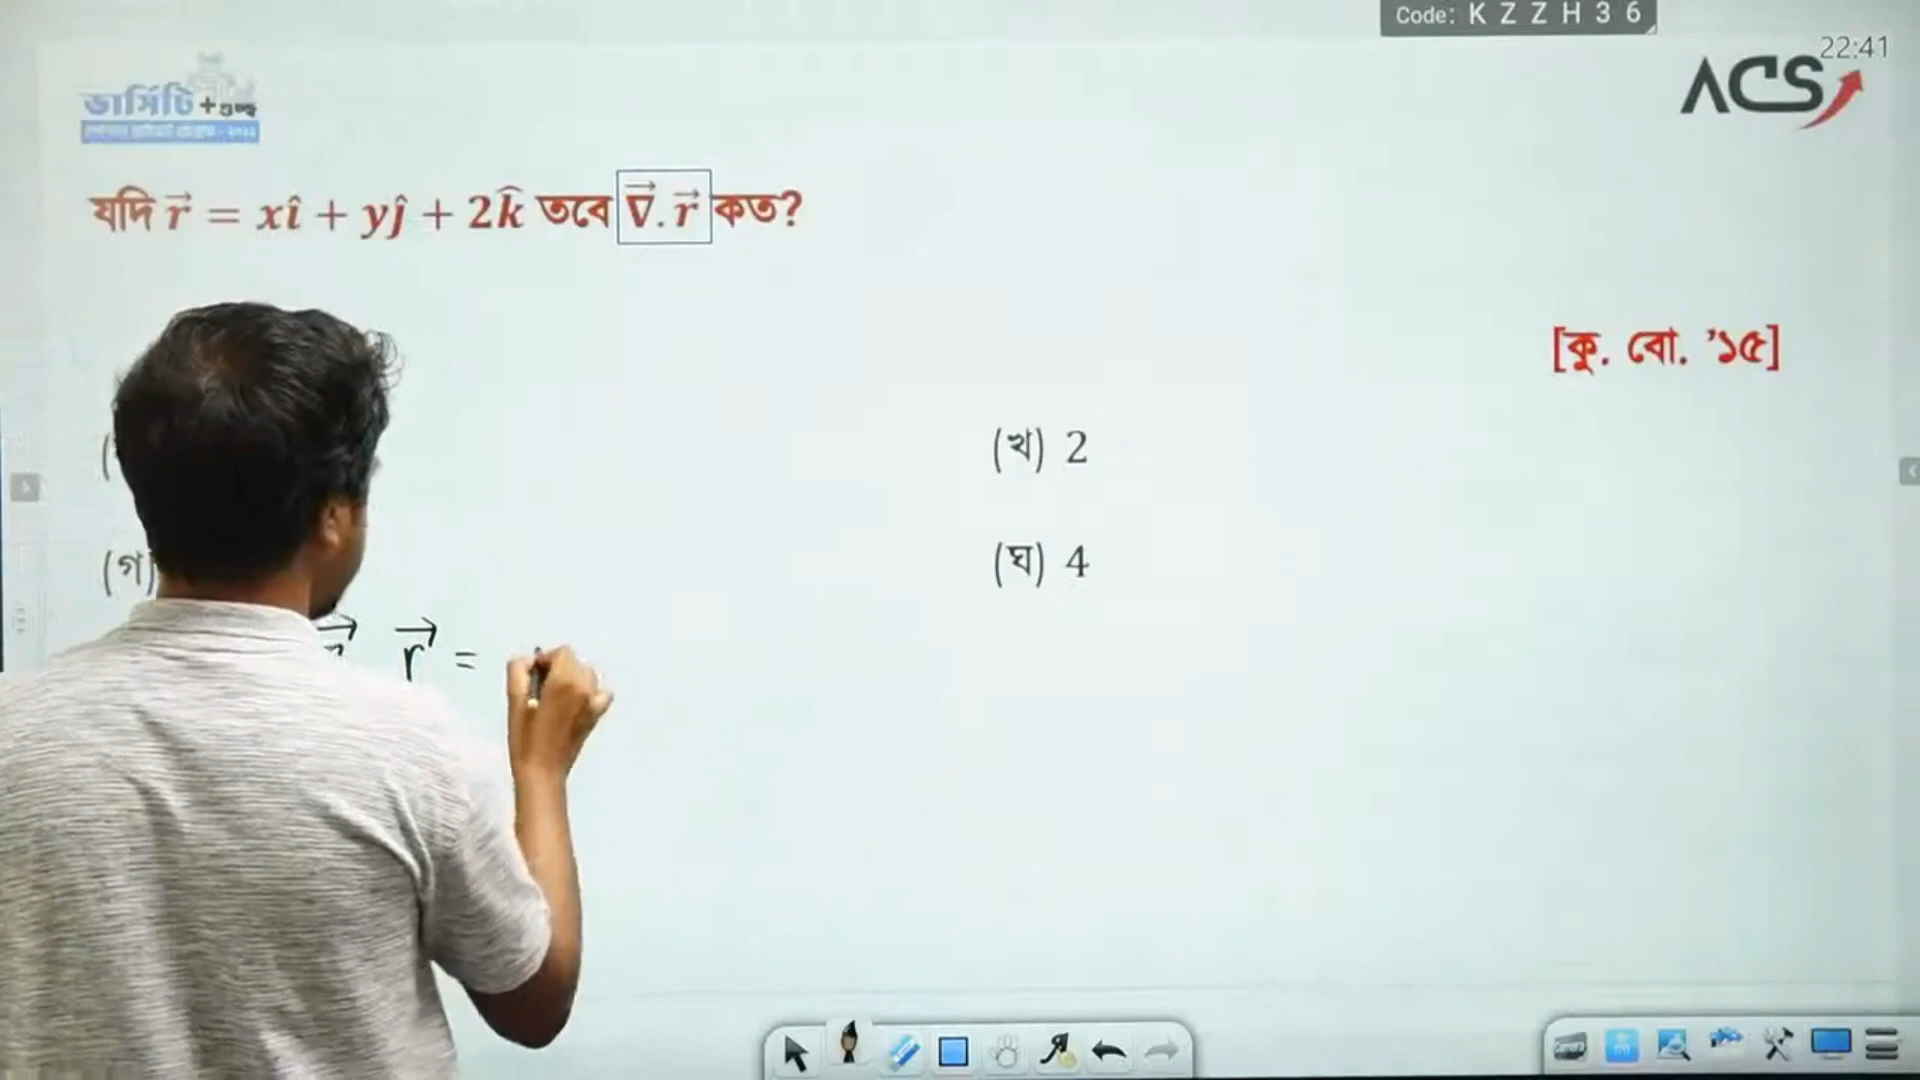 Code: K Z Z H 3 6
22:41
ACS
ভার্সিটি +গুচ্ছ
যদি r⃗ = xî + yĵ + 2k̂ তবে ∇⃗. r⃗ কত?
[কু. বো. ’১৫]
(খ) 2
(গ)
(ঘ) 4
r⃗ =